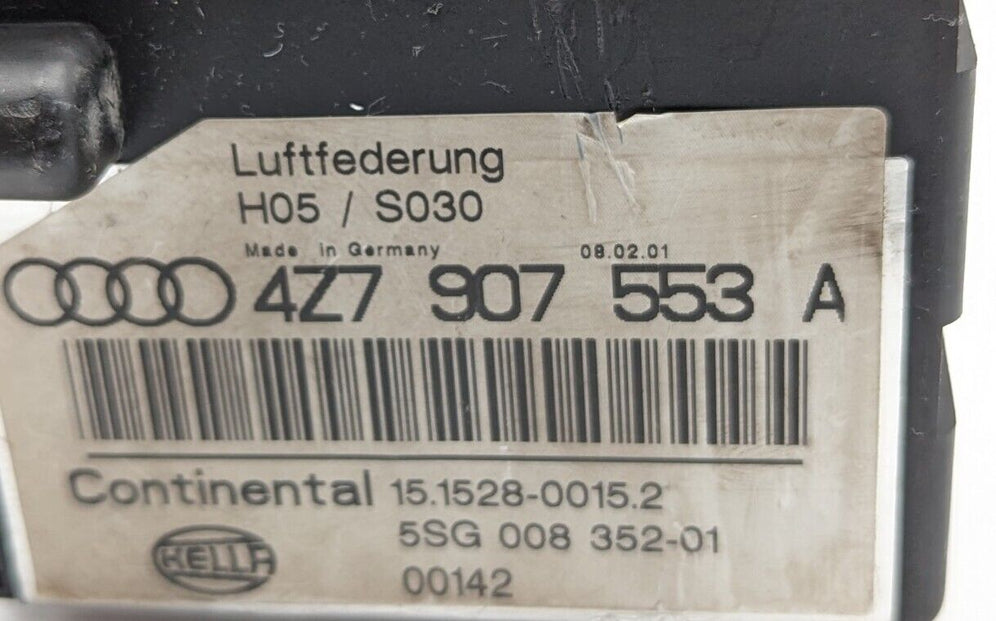 Luftfederung
H05 / S030
Made in Germany 08.02.01
4Z7 907 553 A
Continental 15.1528-0015.2
5SG 008 352-01
HELLA
00142